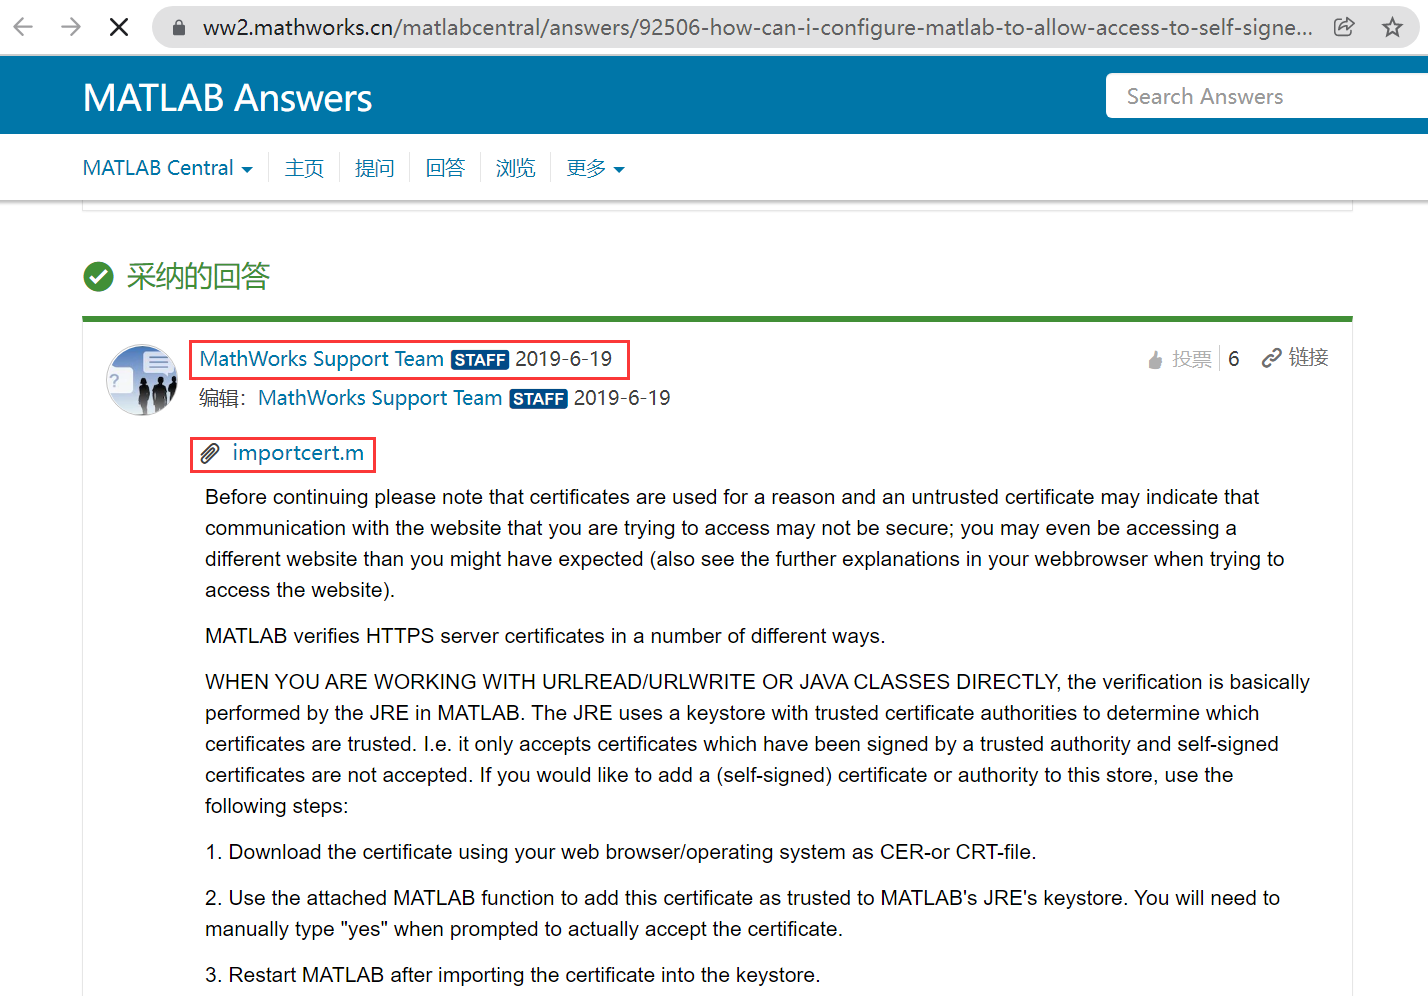 ww2.mathworks.cn/matlabcentral/answers/92506-how-can-i-configure-matlab-to-allow-access-to-self-signe...
MATLAB Answers
Search Answers
MATLAB Central 主页 提问 回答 浏览 更多
采纳的回答
MathWorks Support Team STAFF 2019-6-19 投票 6 链接
编辑: MathWorks Support Team STAFF 2019-6-19
?
importcert.m
Before continuing please note that certificates are used for a reason and an untrusted certificate may indicate that
communication with the website that you are trying to access may not be secure; you may even be accessing a
different website than you might have expected (also see the further explanations in your webbrowser when trying to
access the website).
MATLAB verifies HTTPS server certificates in a number of different ways.
WHEN YOU ARE WORKING WITH URLREAD/URLWRITE OR JAVA CLASSES DIRECTLY, the verification is basically
performed by the JRE in MATLAB. The JRE uses a keystore with trusted certificate authorities to determine which
certificates are trusted. I.e. it only accepts certificates which have been signed by a trusted authority and self-signed
certificates are not accepted. If you would like to add a (self-signed) certificate or authority to this store, use the
following steps:
1. Download the certificate using your web browser/operating system as CER-or CRT-file.
2. Use the attached MATLAB function to add this certificate as trusted to MATLAB's JRE's keystore. You will need to
manually type "yes" when prompted to actually accept the certificate.
3. Restart MATLAB after importing the certificate into the keystore.